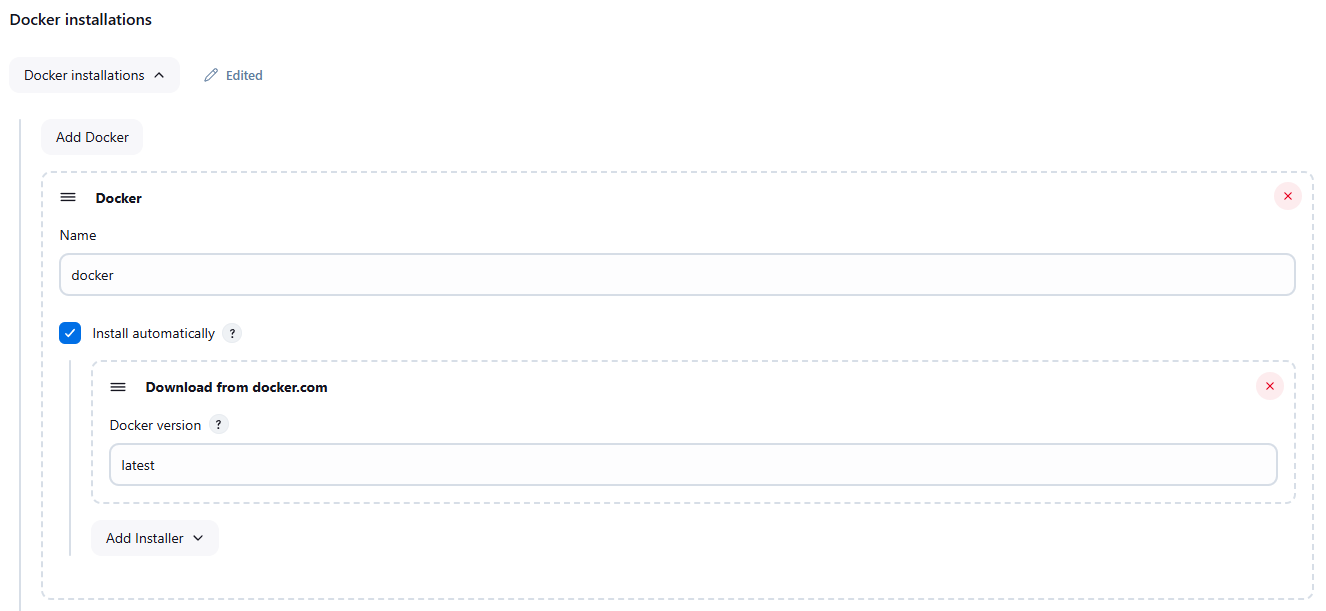 Docker installations
Docker installations
Edited
Add Docker
Docker
Name
docker
Install automatically ?
Download from docker.com
Docker version ?
latest
Add Installer